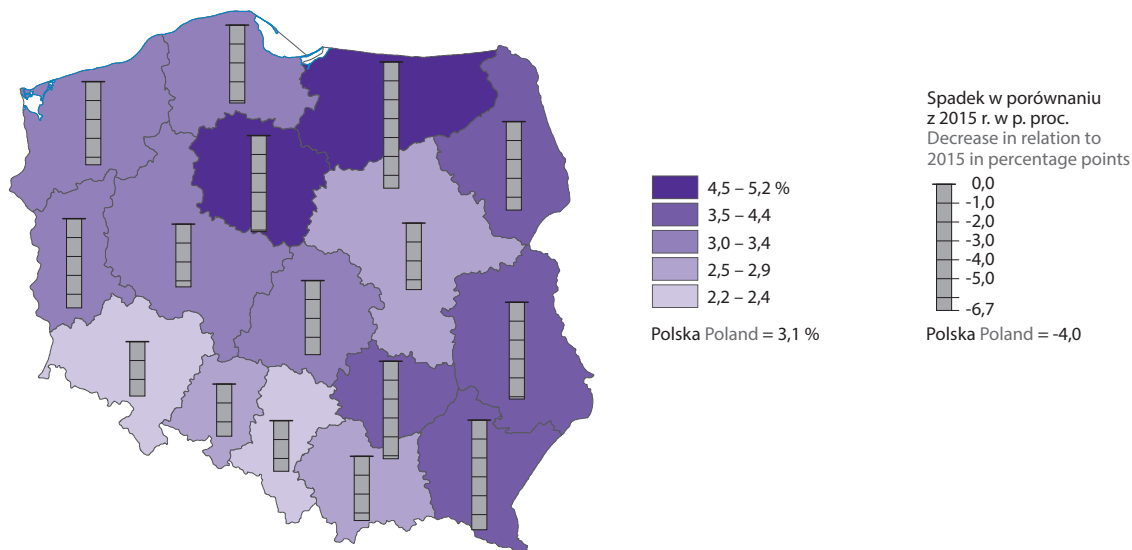 4,5 – 5,2 %
3,5 – 4,4
3,0 – 3,4
2,5 – 2,9
2,2 – 2,4
Polska Poland = 3,1 %
Spadek w porównaniu
z 2015 r. w p. proc.
Decrease in relation to
2015 in percentage points
0,0
-1,0
-2,0
-3,0
-4,0
-5,0
-6,7
Polska Poland = -4,0